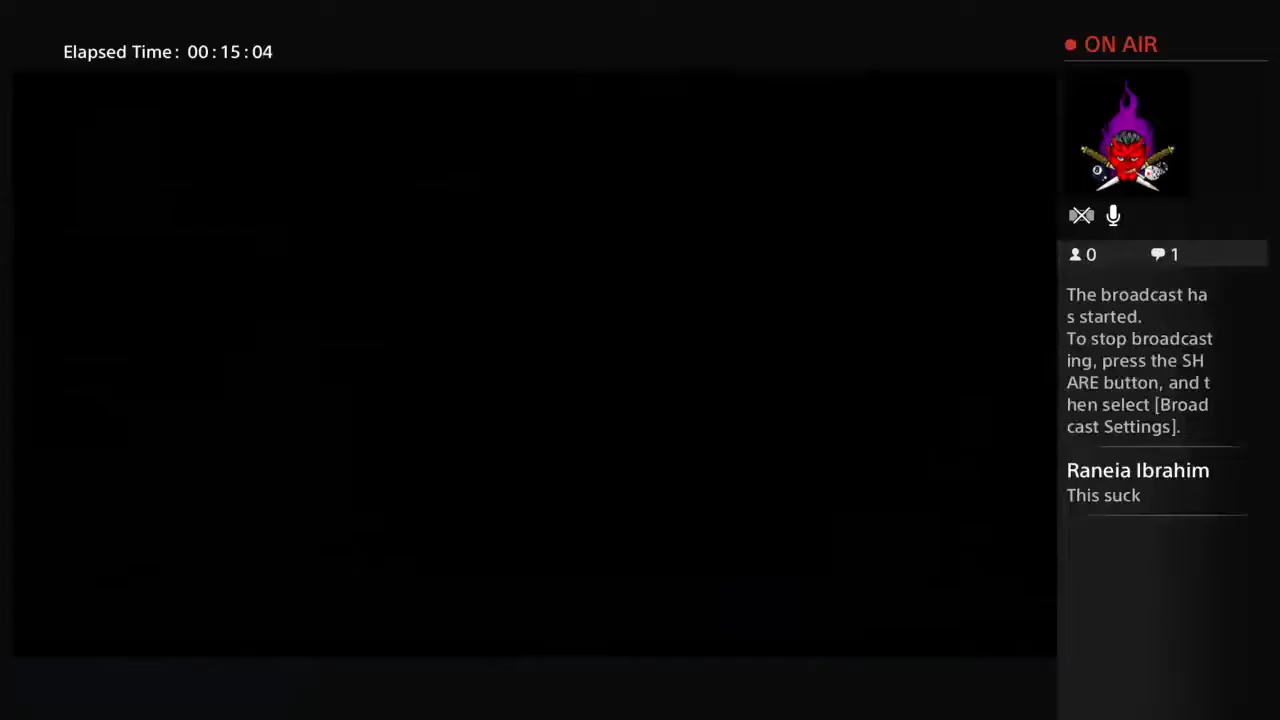 Elapsed Time: 00:15:04
ON AIR
0 1
The broadcast ha
s started.
To stop broadcast
ing, press the SH
ARE button, and t
hen select [Broad
cast Settings].
Raneia Ibrahim
This suck